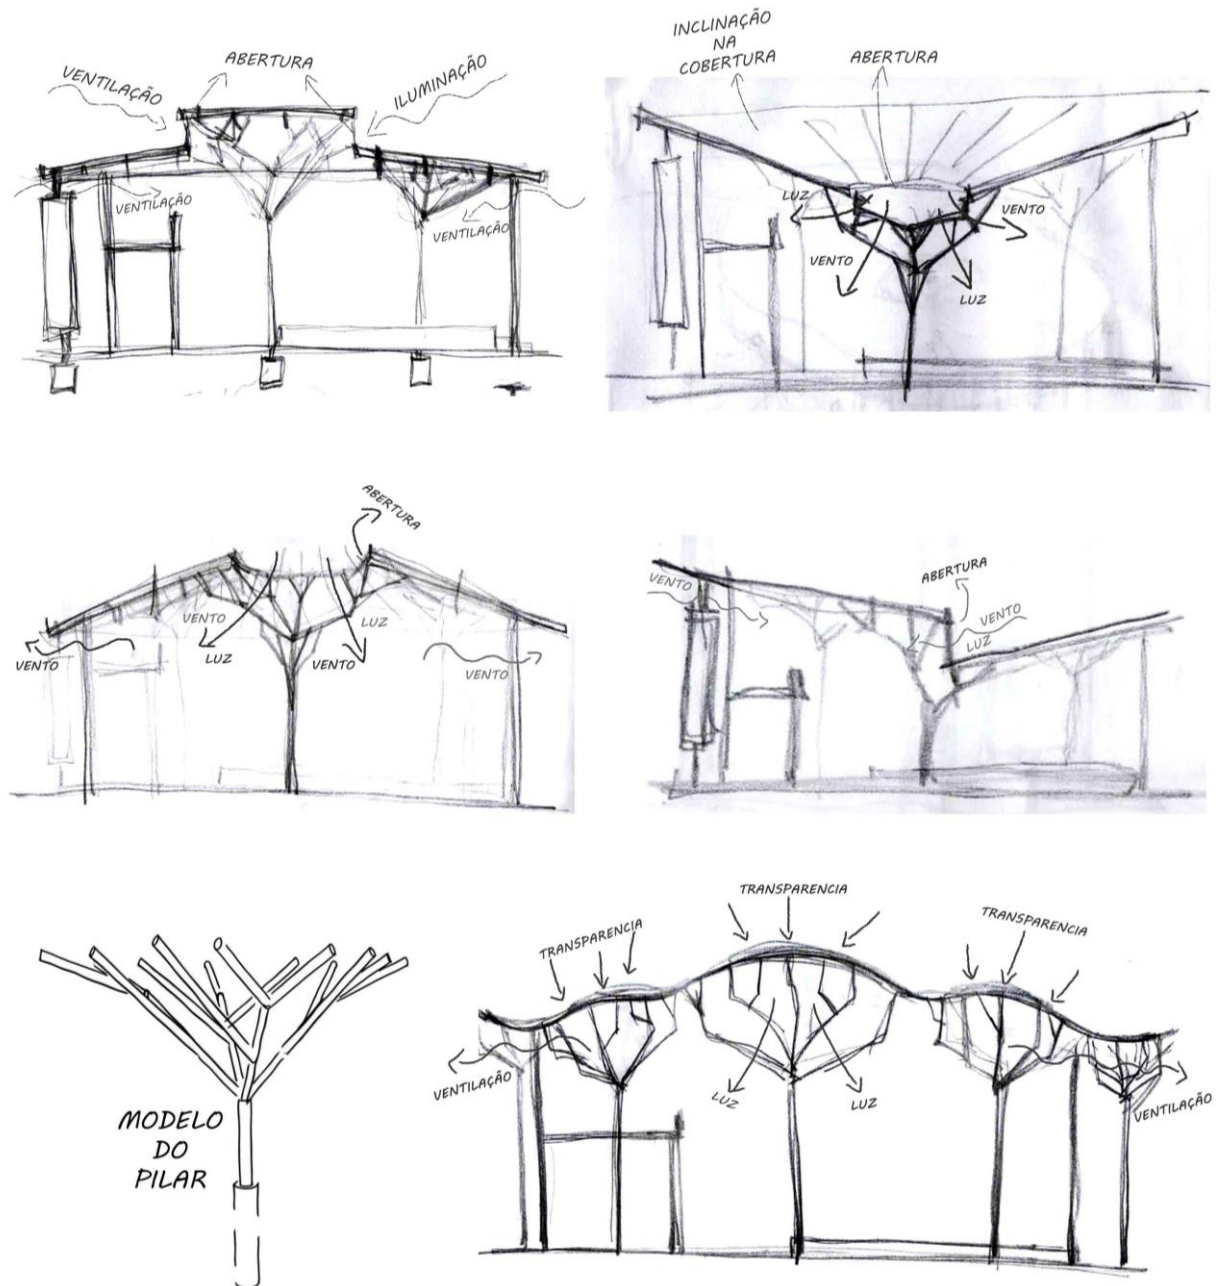 VENTILAÇÃO
ABERTURA
ILUMINAÇÃO
VENTILAÇÃO
VENTILAÇÃO
INCLINAÇÃO
NA
COBERTURA
ABERTURA
LUZ
VENTO
VENTO
LUZ
ABERTURA
VENTO
LUZ
VENTO
LUZ
VENTO
VENTO
ABERTURA
VENTO
VENTO
LUZ
MODELO
DO
PILAR
TRANSPARENCIA
TRANSPARENCIA
TRANSPARENCIA
VENTILAÇÃO
LUZ
LUZ
VENTILAÇÃO